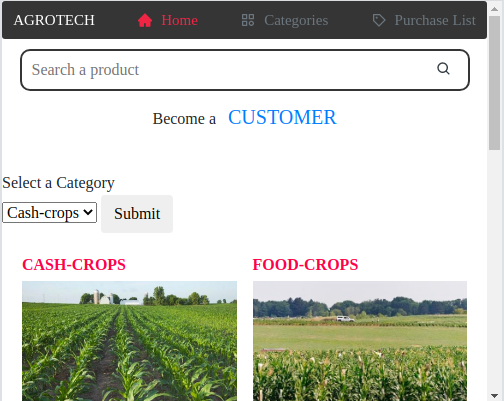 AGROTECH Home Categories Purchase List
Search a product
Become a CUSTOMER
Select a Category
Cash-crops Submit
CASH-CROPS FOOD-CROPS